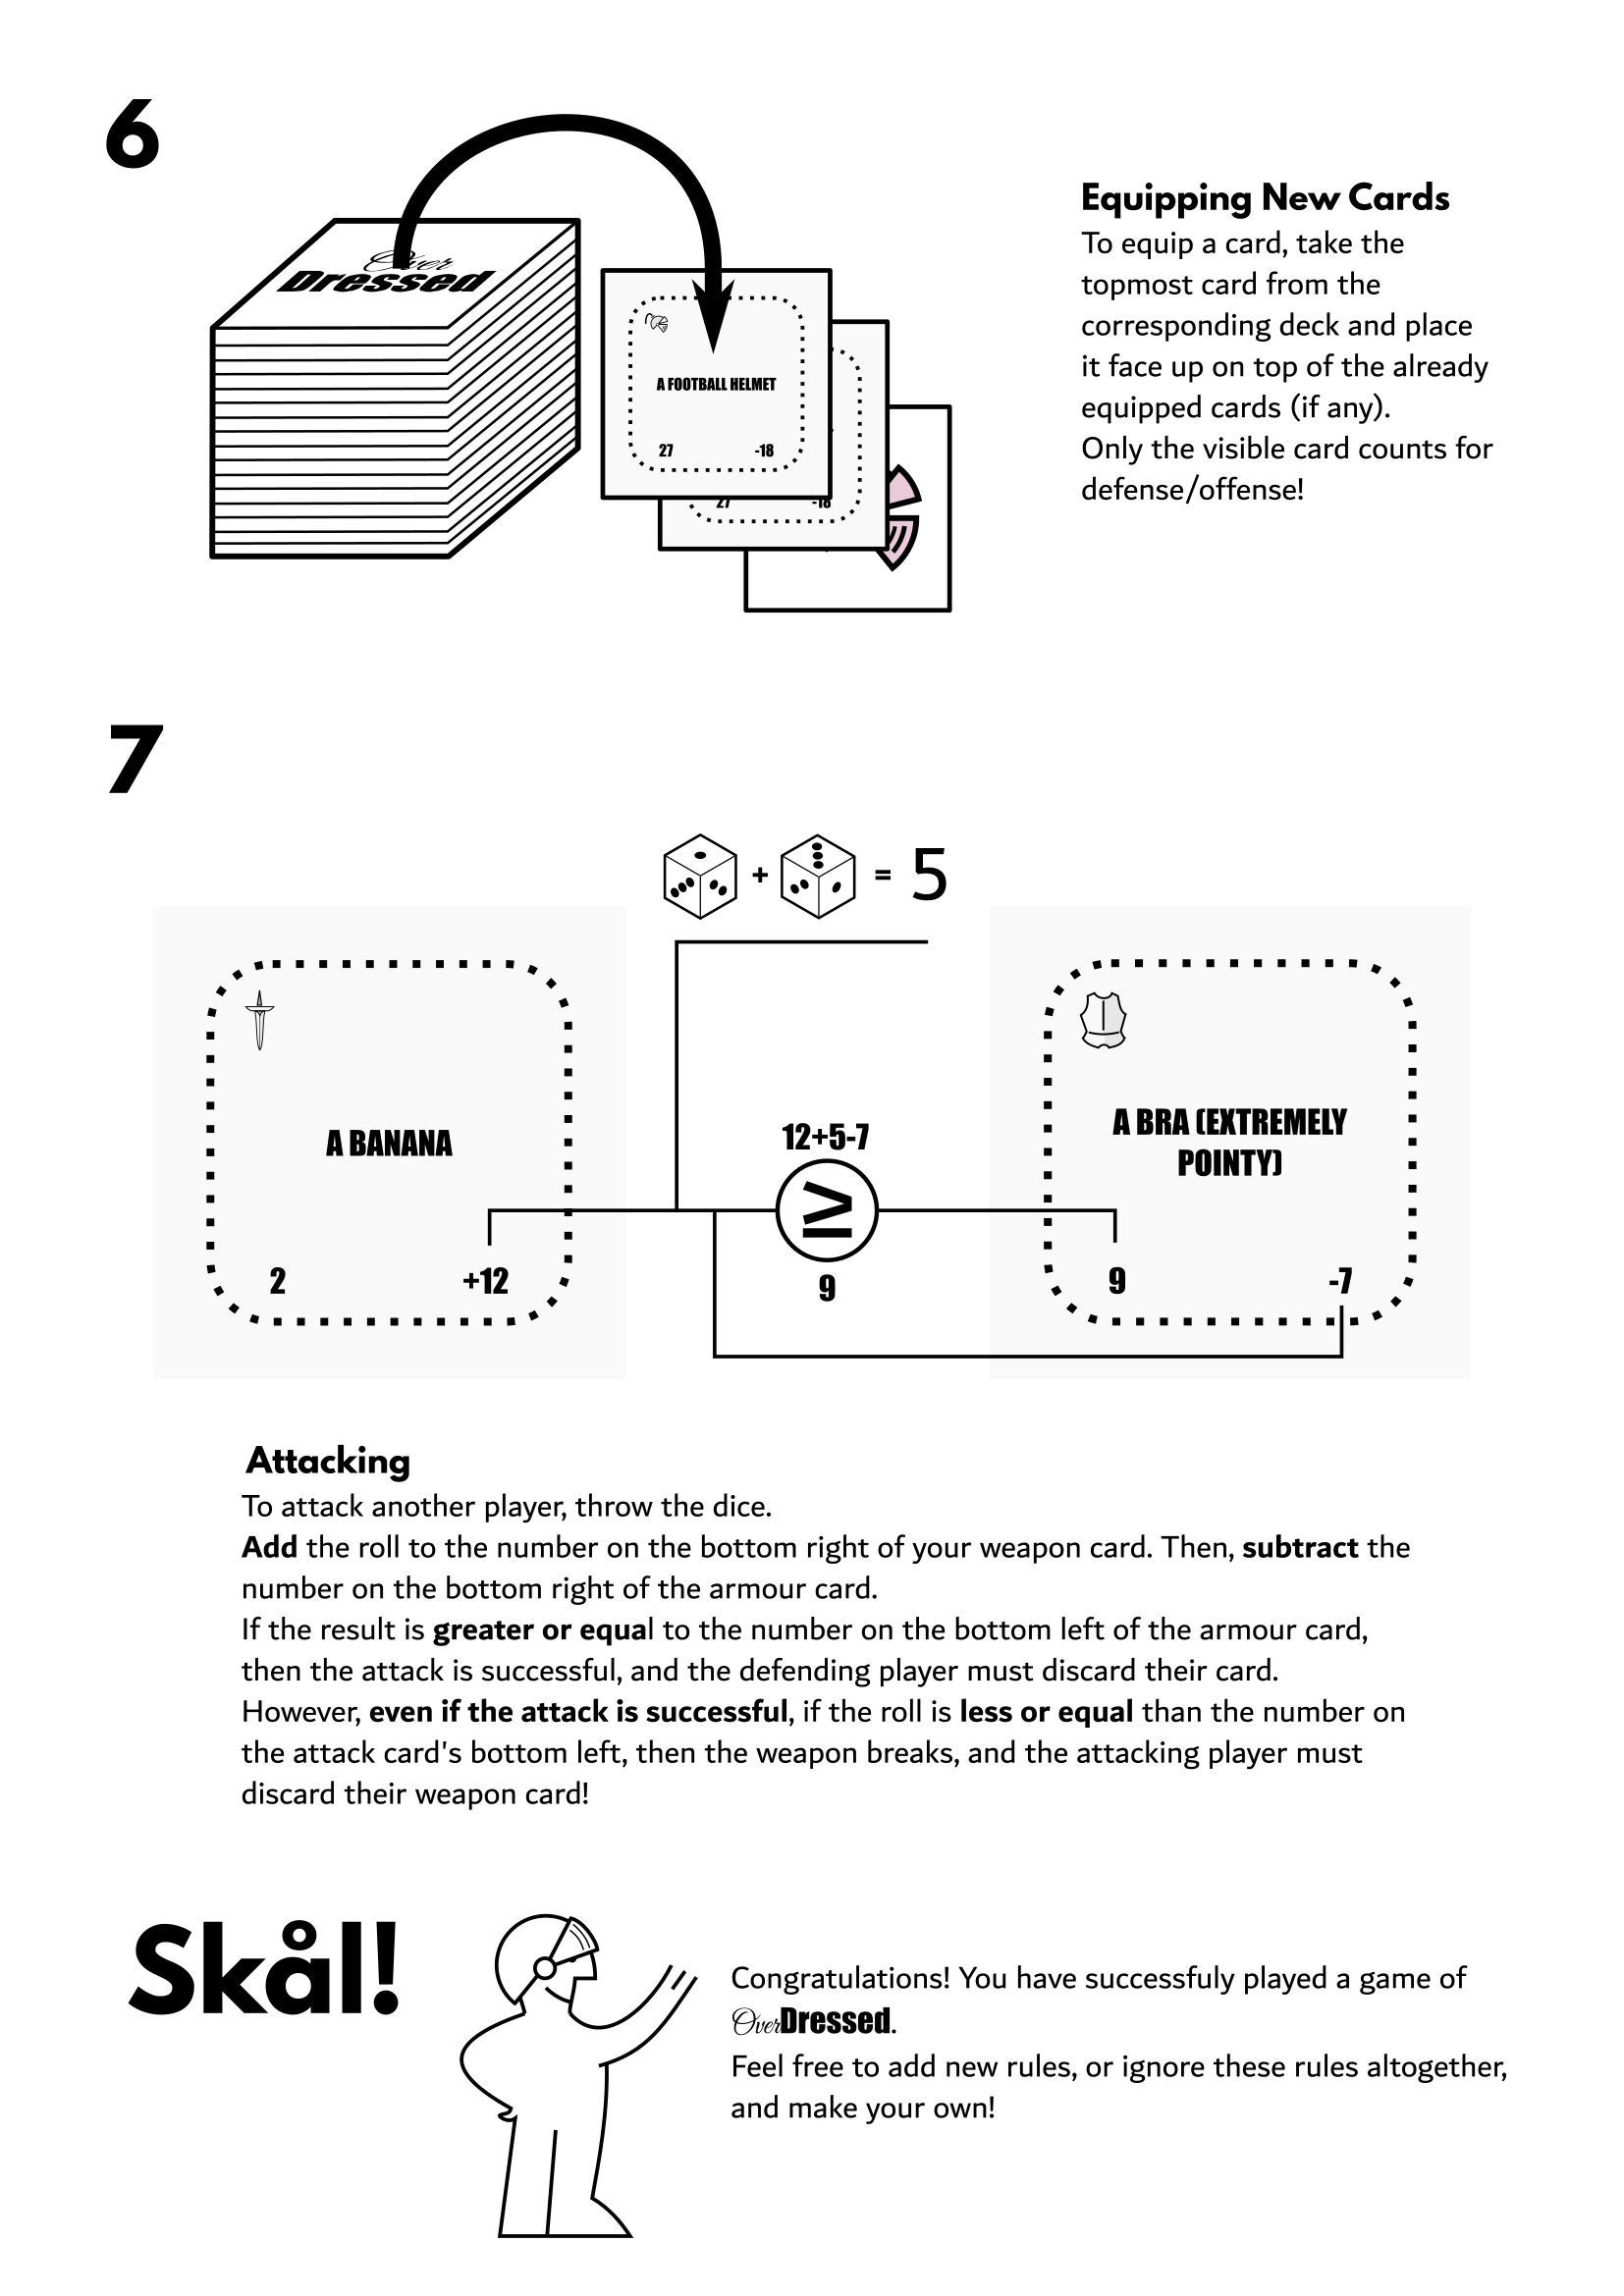 6
Over
Dressed
A FOOTBALL HELMET
27 -18
27 -18
Equipping New Cards
To equip a card, take the
topmost card from the
corresponding deck and place
it face up on top of the already
equipped cards (if any).
Only the visible card counts for
defense/offense!
7
+ = 5
A BANANA
2 +12
12+5-7
≥
9
A BRA (EXTREMELY
POINTY)
9 -7
Attacking
To attack another player, throw the dice.
Add the roll to the number on the bottom right of your weapon card. Then, subtract the
number on the bottom right of the armour card.
If the result is greater or equal to the number on the bottom left of the armour card,
then the attack is successful, and the defending player must discard their card.
However, even if the attack is successful, if the roll is less or equal than the number on
the attack card's bottom left, then the weapon breaks, and the attacking player must
discard their weapon card!
Skål!
Congratulations! You have successfuly played a game of
OverDressed.
Feel free to add new rules, or ignore these rules altogether,
and make your own!